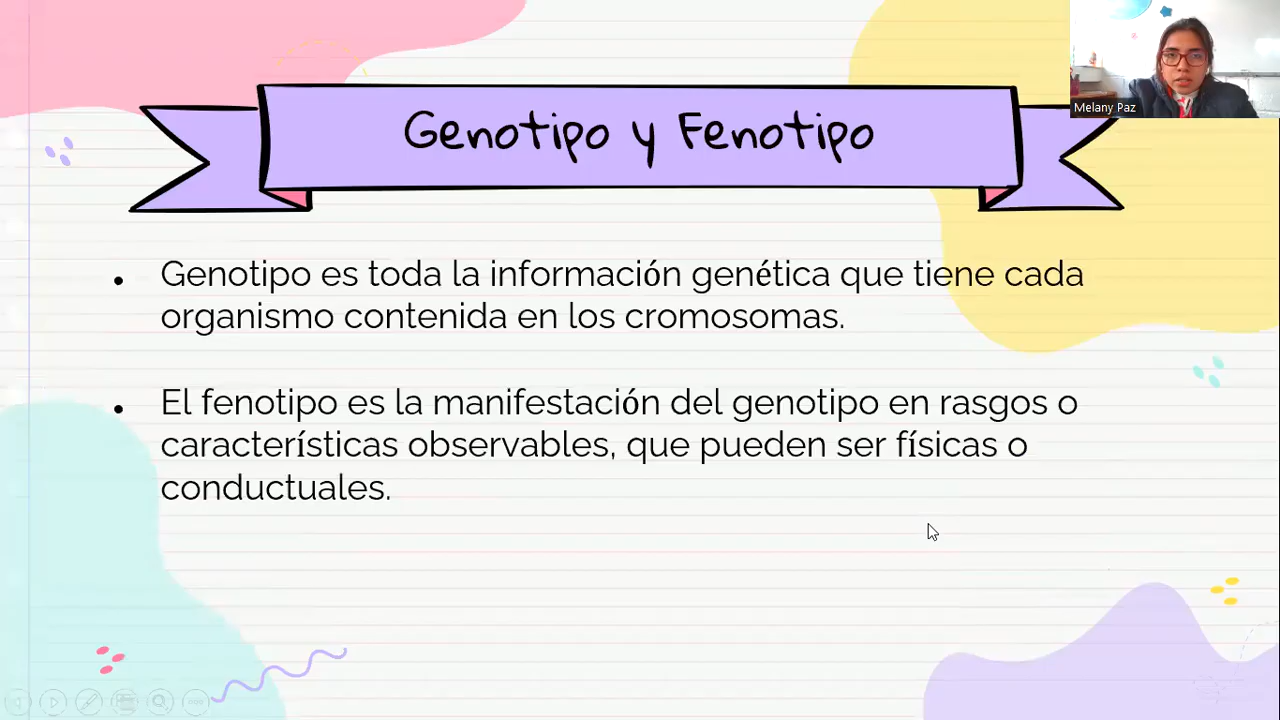 Melany Paz
Genotipo y Fenotipo
• Genotipo es toda la información genética que tiene cada
organismo contenida en los cromosomas.
• El fenotipo es la manifestación del genotipo en rasgos o
características observables, que pueden ser físicas o
conductuales.